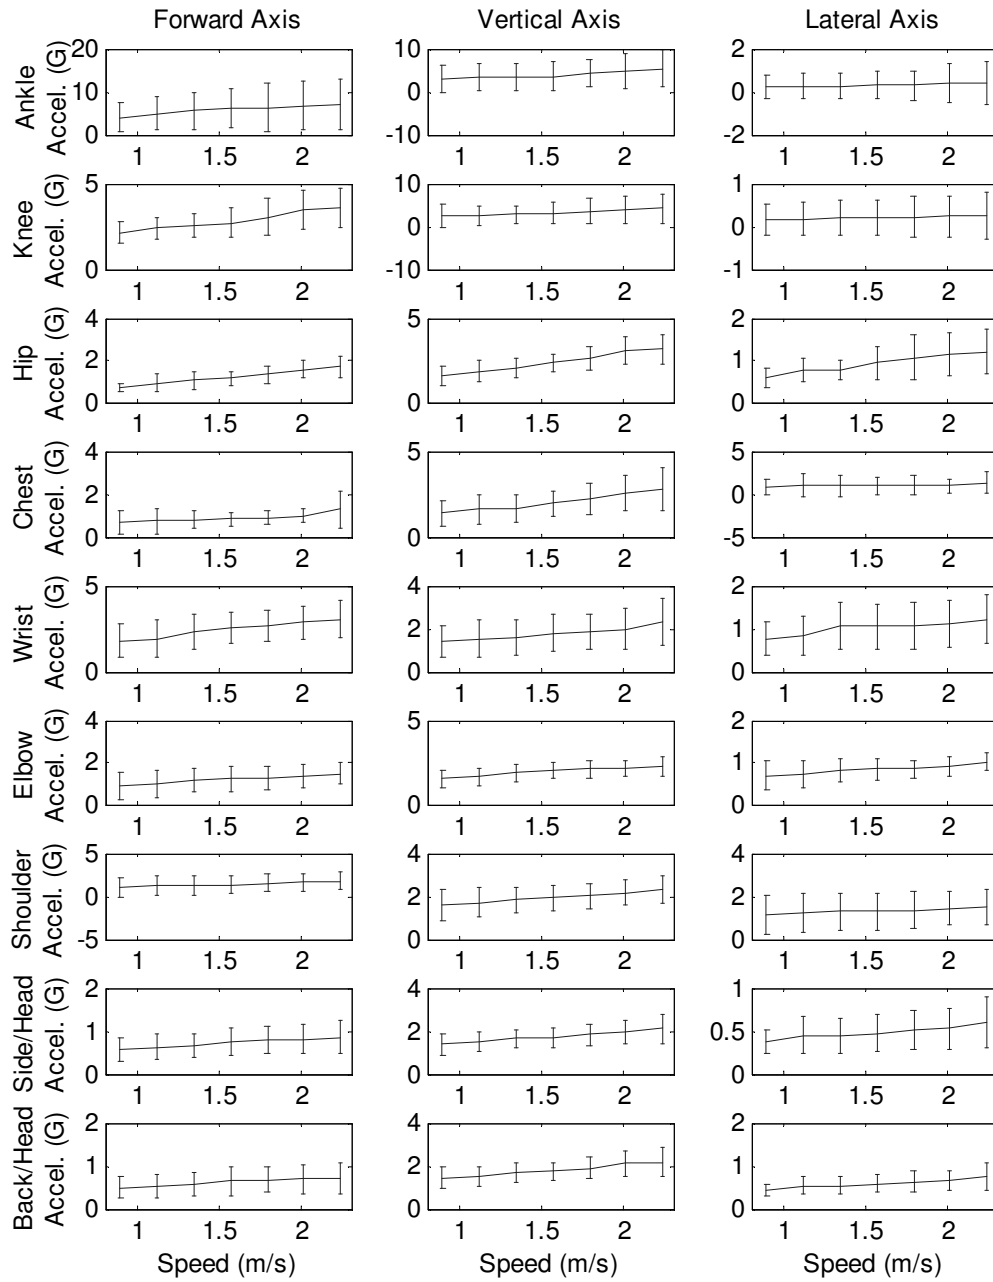 Forward Axis Vertical Axis Lateral Axis
Ankle
Accel. (G)
20 10 2
10 0 0
0 -10 -2
1 1.5 2 1 1.5 2 1 1.5 2
Knee
Accel. (G)
5 10 1
0 0
0 -10 -1
1 1.5 2 1 1.5 2 1 1.5 2
Hip
Accel. (G)
4 5 2
2 1
0 0 0
1 1.5 2 1 1.5 2 1 1.5 2
Chest
Accel. (G)
4 5 5
2 0
0 0 -5
1 1.5 2 1 1.5 2 1 1.5 2
Wrist
Accel. (G)
5 4 2
2 1
0 0 0
1 1.5 2 1 1.5 2 1 1.5 2
Elbow
Accel. (G)
4 5 2
2 1
0 0 0
1 1.5 2 1 1.5 2 1 1.5 2
Shoulder
Accel. (G)
5 4 4
0 2 2
-5 0 0
1 1.5 2 1 1.5 2 1 1.5 2
Side/Head
Accel. (G)
2 4 1
1 2 0.5
0 0 0
1 1.5 2 1 1.5 2 1 1.5 2
Back/Head
Accel. (G)
2 4 2
1 2 1
0 0 0
1 1.5 2 1 1.5 2 1 1.5 2
Speed (m/s) Speed (m/s) Speed (m/s)